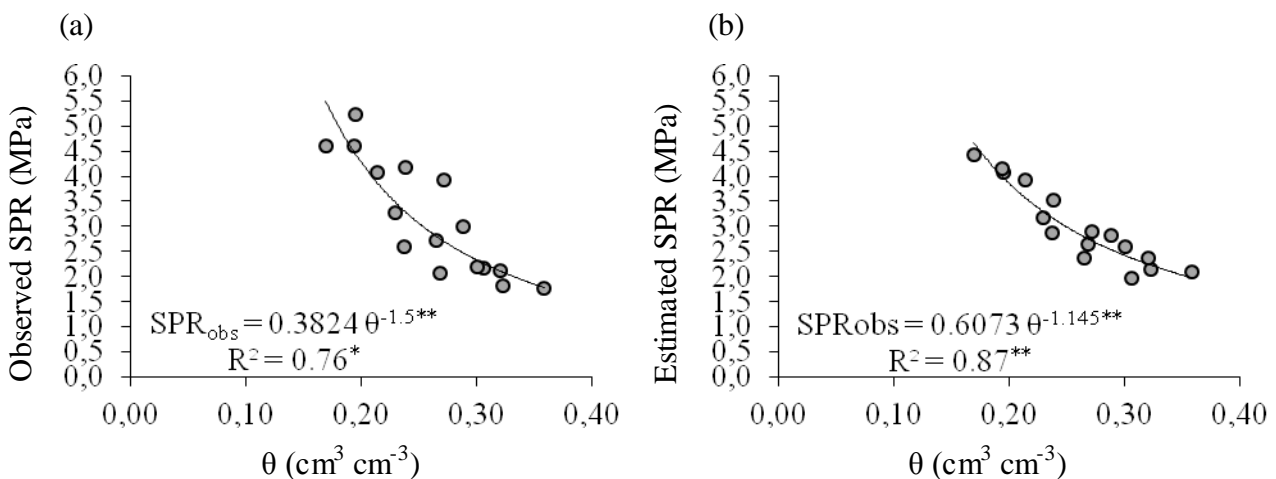 (a)
Observed SPR (MPa)
6,0
5,5
5,0
4,5
4,0
3,5
3,0
2,5
2,0
1,5
1,0
0,5
0,0
SPRobs = 0.3824 θ-1.5**
R² = 0.76*
0,00 0,10 0,20 0,30 0,40
θ (cm³ cm-³)
(b)
Estimated SPR (MPa)
6,0
5,5
5,0
4,5
4,0
3,5
3,0
2,5
2,0
1,5
1,0
0,5
0,0
SPRobs = 0.6073 θ-1.145**
R² = 0.87**
0,00 0,10 0,20 0,30 0,40
θ (cm³ cm-³)